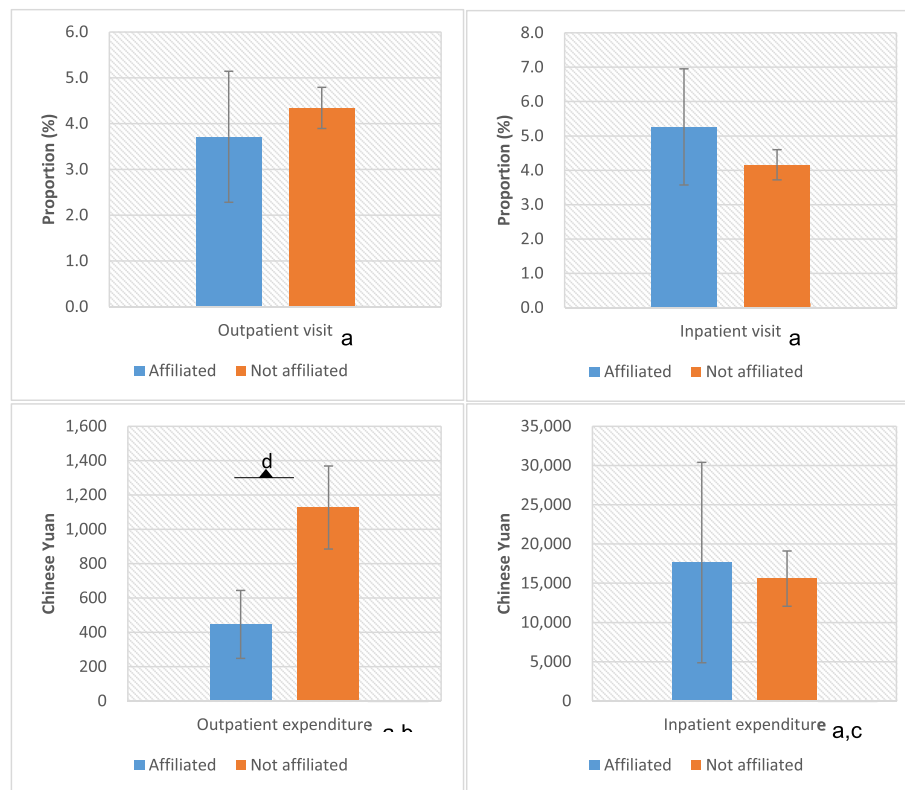 6.0
5.0
4.0
3.0
2.0
1.0
0.0
Proportion (%)
Outpatient visit a
Affiliated Not affiliated
8.0
7.0
6.0
5.0
4.0
3.0
2.0
1.0
0.0
Proportion (%)
Inpatient visit a
Affiliated Not affiliated
1,600
1,400
1,200
1,000
800
600
400
200
0
Chinese Yuan
d
Outpatient expenditure a,b
Affiliated Not affiliated
35,000
30,000
25,000
20,000
15,000
10,000
5,000
0
Chinese Yuan
Inpatient expenditure a,c
Affiliated Not affiliated